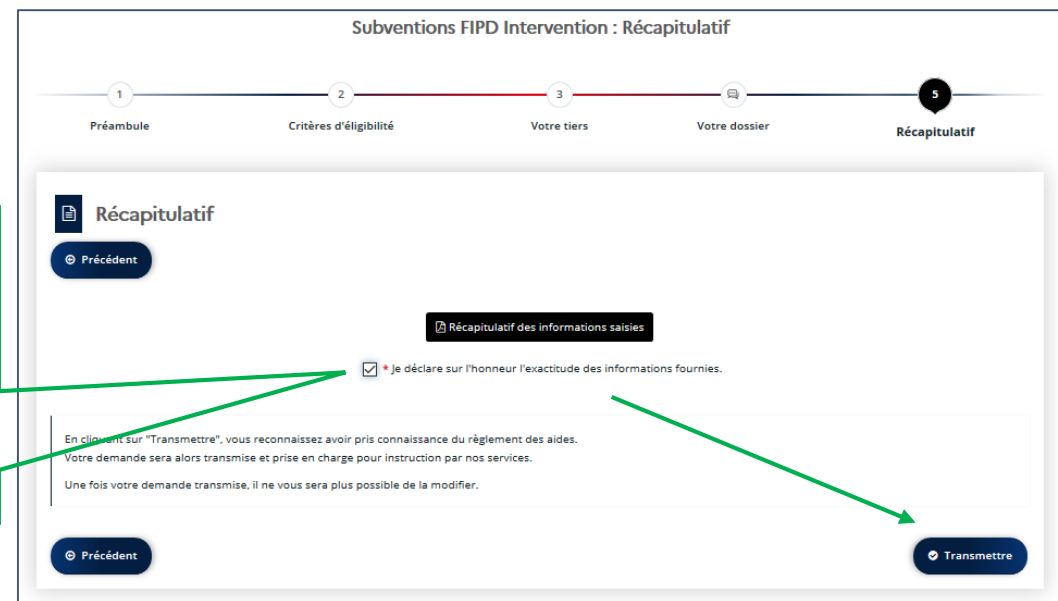 Subventions FIPD Intervention : Récapitulatif
1 2 3 5
Préambule Critères d'éligibilité Votre tiers Votre dossier Récapitulatif
Récapitulatif
Précédent
Récapitulatif des informations saisies
* Je déclare sur l'honneur l'exactitude des informations fournies.
En cliquant sur "Transmettre", vous reconnaissez avoir pris connaissance du règlement des aides.
Votre demande sera alors transmise et prise en charge pour instruction par nos services.
Une fois votre demande transmise, il ne vous sera plus possible de la modifier.
Précédent Transmettre